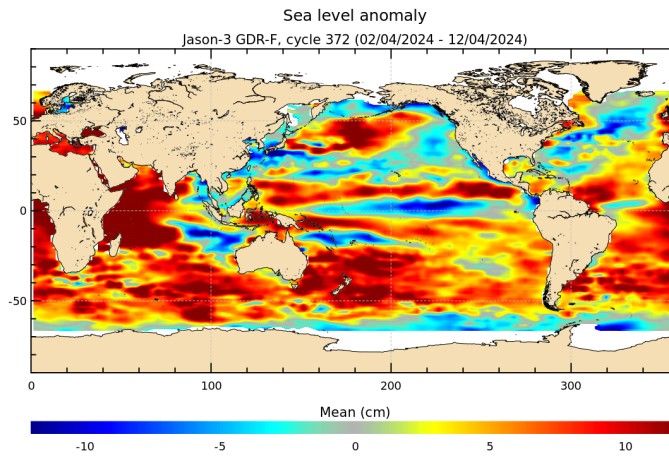 Sea level anomaly
Jason-3 GDR-F, cycle 372 (02/04/2024 - 12/04/2024)
50
0
-50
0 100 200 300
Mean (cm)
-10 -5 0 5 10